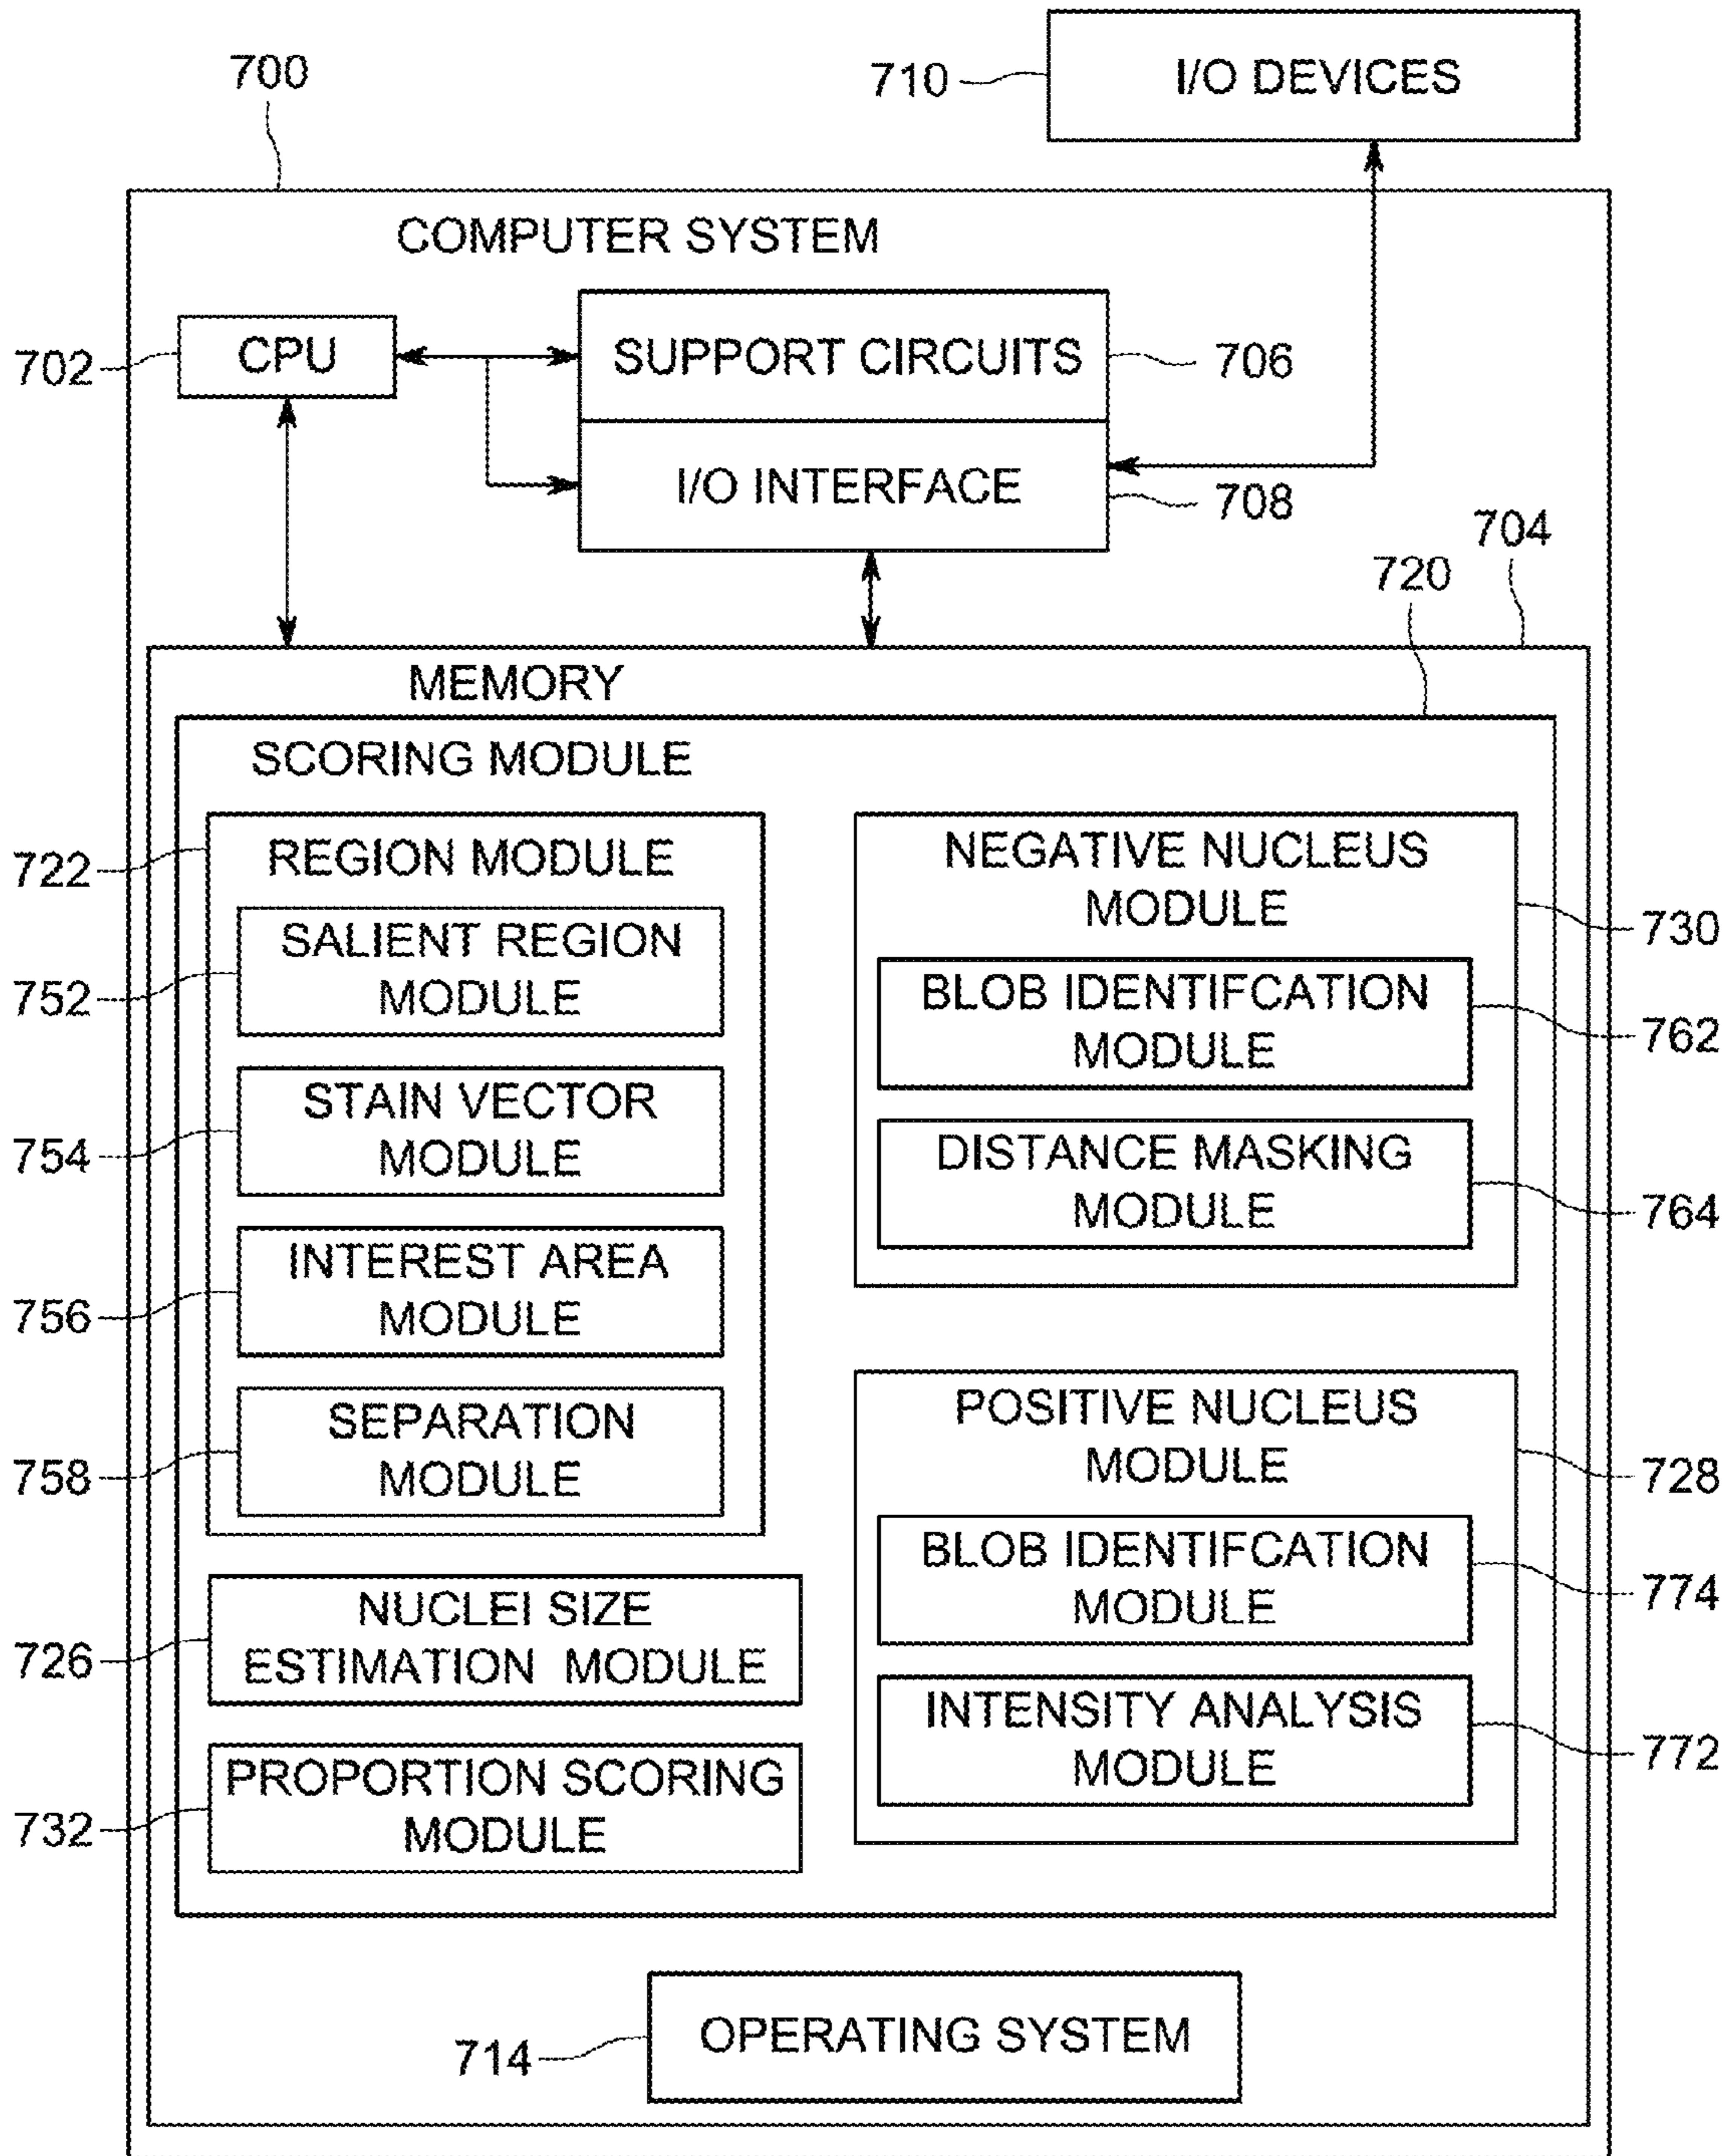 700
710
I/O DEVICES
COMPUTER SYSTEM
702
CPU
SUPPORT CIRCUITS
706
I/O INTERFACE
708
704
720
MEMORY
SCORING MODULE
722
REGION MODULE
752
SALIENT REGION
MODULE
754
STAIN VECTOR
MODULE
756
INTEREST AREA
MODULE
758
SEPARATION
MODULE
726
NUCLEI SIZE
ESTIMATION MODULE
732
PROPORTION SCORING
MODULE
NEGATIVE NUCLEUS
MODULE
730
BLOB IDENTIFCATION
MODULE
762
DISTANCE MASKING
MODULE
764
POSITIVE NUCLEUS
MODULE
728
BLOB IDENTIFCATION
MODULE
774
INTENSITY ANALYSIS
MODULE
772
714
OPERATING SYSTEM